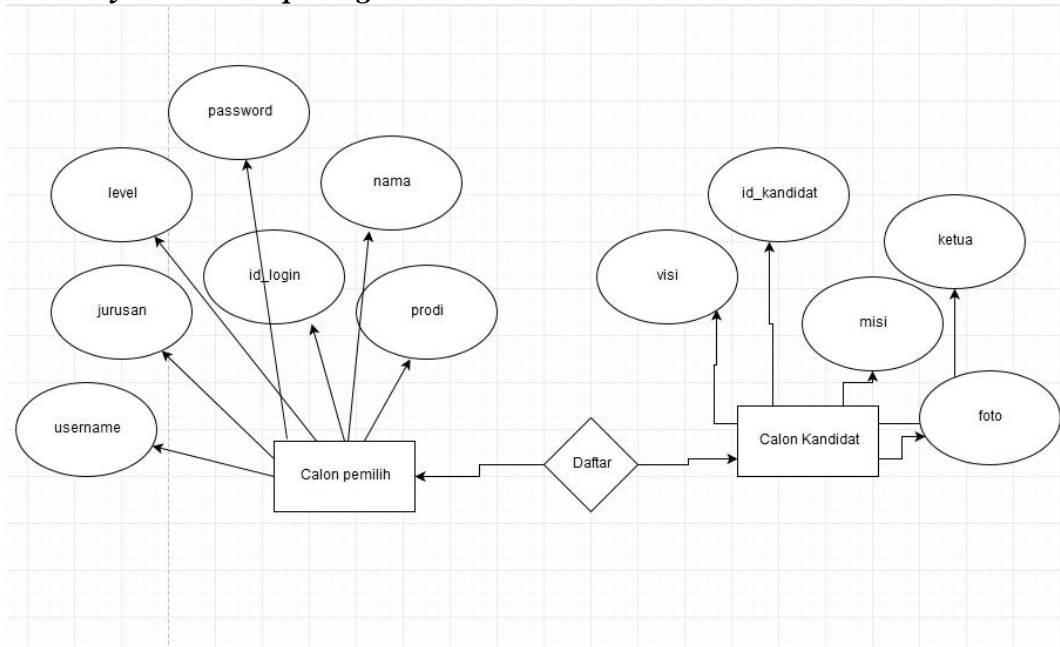 password
level
nama
id_kandidat
ketua
id_login
visi
jurusan
prodi
misi
username
foto
Calon pemilih
Daftar
Calon Kandidat